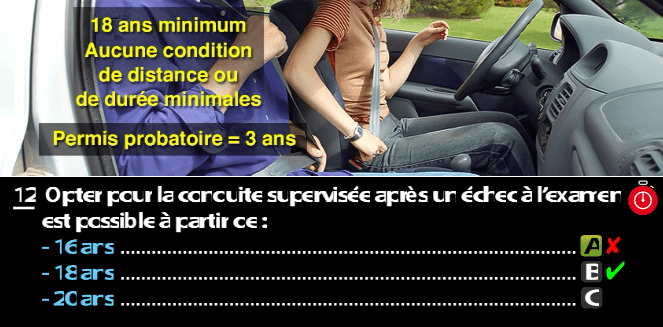 18 ans minimum
Aucune condition
de distance ou
de durée minimales
Permis probatoire = 3 ans
12 Opter pour la conduite supervisée après un échec à l'examen
est possible à partir de :
- 16 ans ........................................................................ A ✗
- 18 ans ........................................................................ B ✓
- 20 ans ........................................................................ C